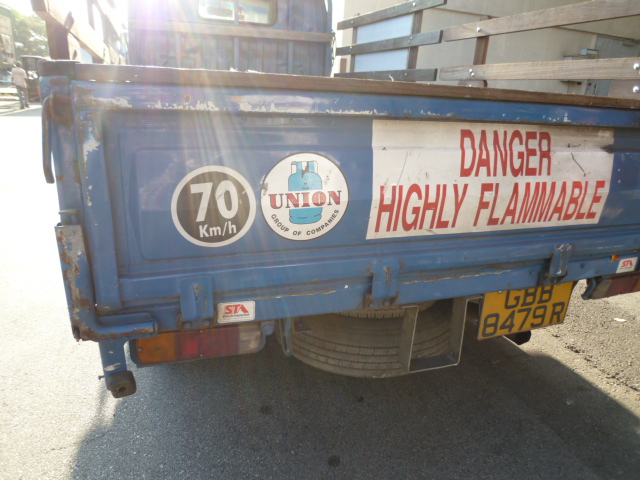 70
Km/h
UNION
GROUP OF COMPANIES
DANGER
HIGHLY FLAMMABLE
STA
STA
GBB
8479R